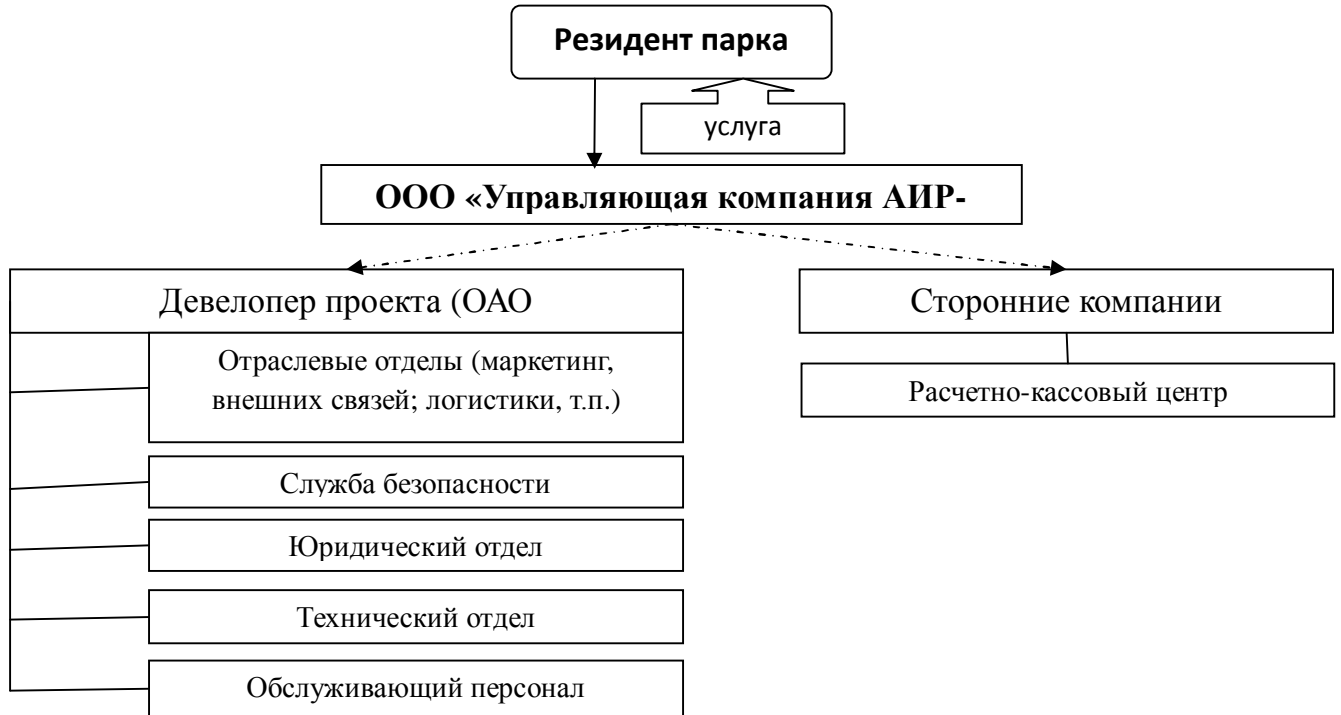 Резидент парка
услуга
ООО «Управляющая компания АИР-
Девелопер проекта (ОАО
Отраслевые отделы (маркетинг,
внешних связей; логистики, т.п.)
Служба безопасности
Юридический отдел
Технический отдел
Обслуживающий персонал
Сторонние компании
Расчетно-кассовый центр